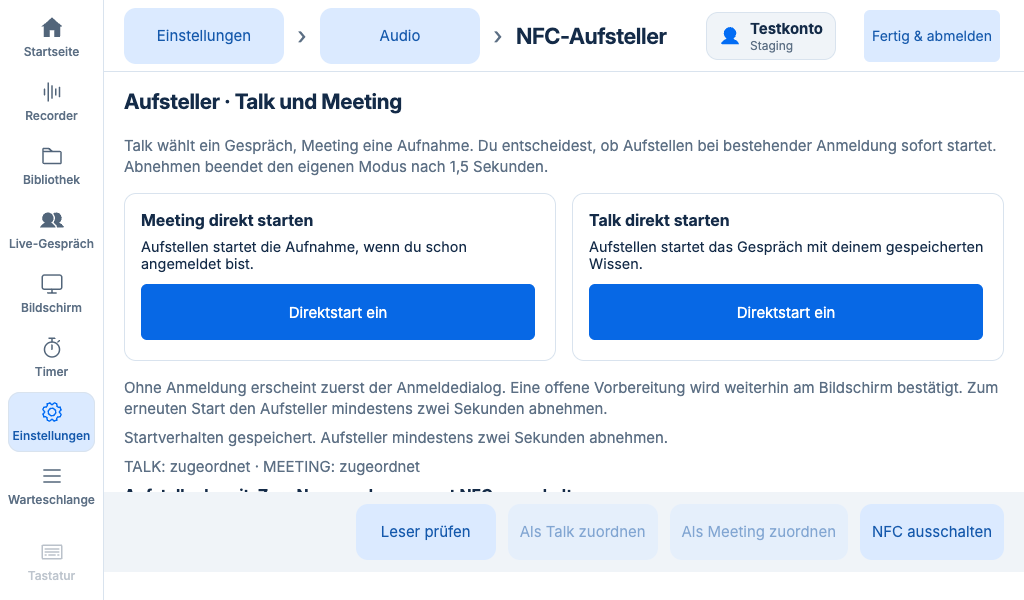 Startseite
Recorder
Bibliothek
Live-Gespräch
Bildschirm
Timer
Einstellungen
Warteschlange
Tastatur
Einstellungen › Audio › NFC-Aufsteller
Testkonto
Staging
Fertig & abmelden
Aufsteller · Talk und Meeting
Talk wählt ein Gespräch, Meeting eine Aufnahme. Du entscheidest, ob Aufstellen bei bestehender Anmeldung sofort startet.
Abnehmen beendet den eigenen Modus nach 1,5 Sekunden.
Meeting direkt starten
Aufstellen startet die Aufnahme, wenn du schon
angemeldet bist.
Direktstart ein
Talk direkt starten
Aufstellen startet das Gespräch mit deinem gespeicherten
Wissen.
Direktstart ein
Ohne Anmeldung erscheint zuerst der Anmeldedialog. Eine offene Vorbereitung wird weiterhin am Bildschirm bestätigt. Zum
erneuten Start den Aufsteller mindestens zwei Sekunden abnehmen.
Startverhalten gespeichert. Aufsteller mindestens zwei Sekunden abnehmen.
TALK: zugeordnet · MEETING: zugeordnet
Leser prüfen
Als Talk zuordnen
Als Meeting zuordnen
NFC ausschalten